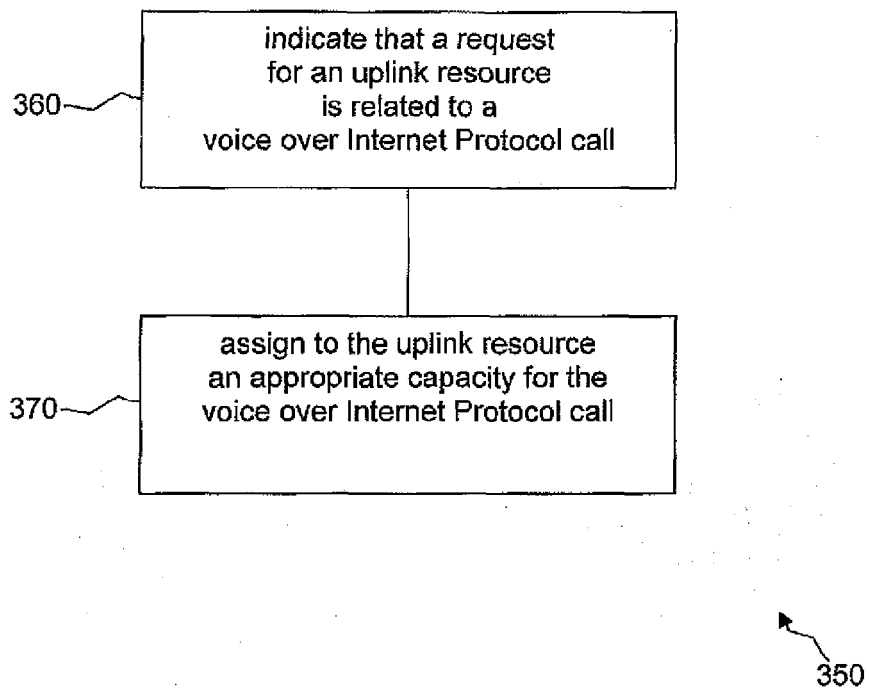 indicate that a request
for an uplink resource
is related to a
voice over Internet Protocol call
360
assign to the uplink resource
an appropriate capacity for the
voice over Internet Protocol call
370
350